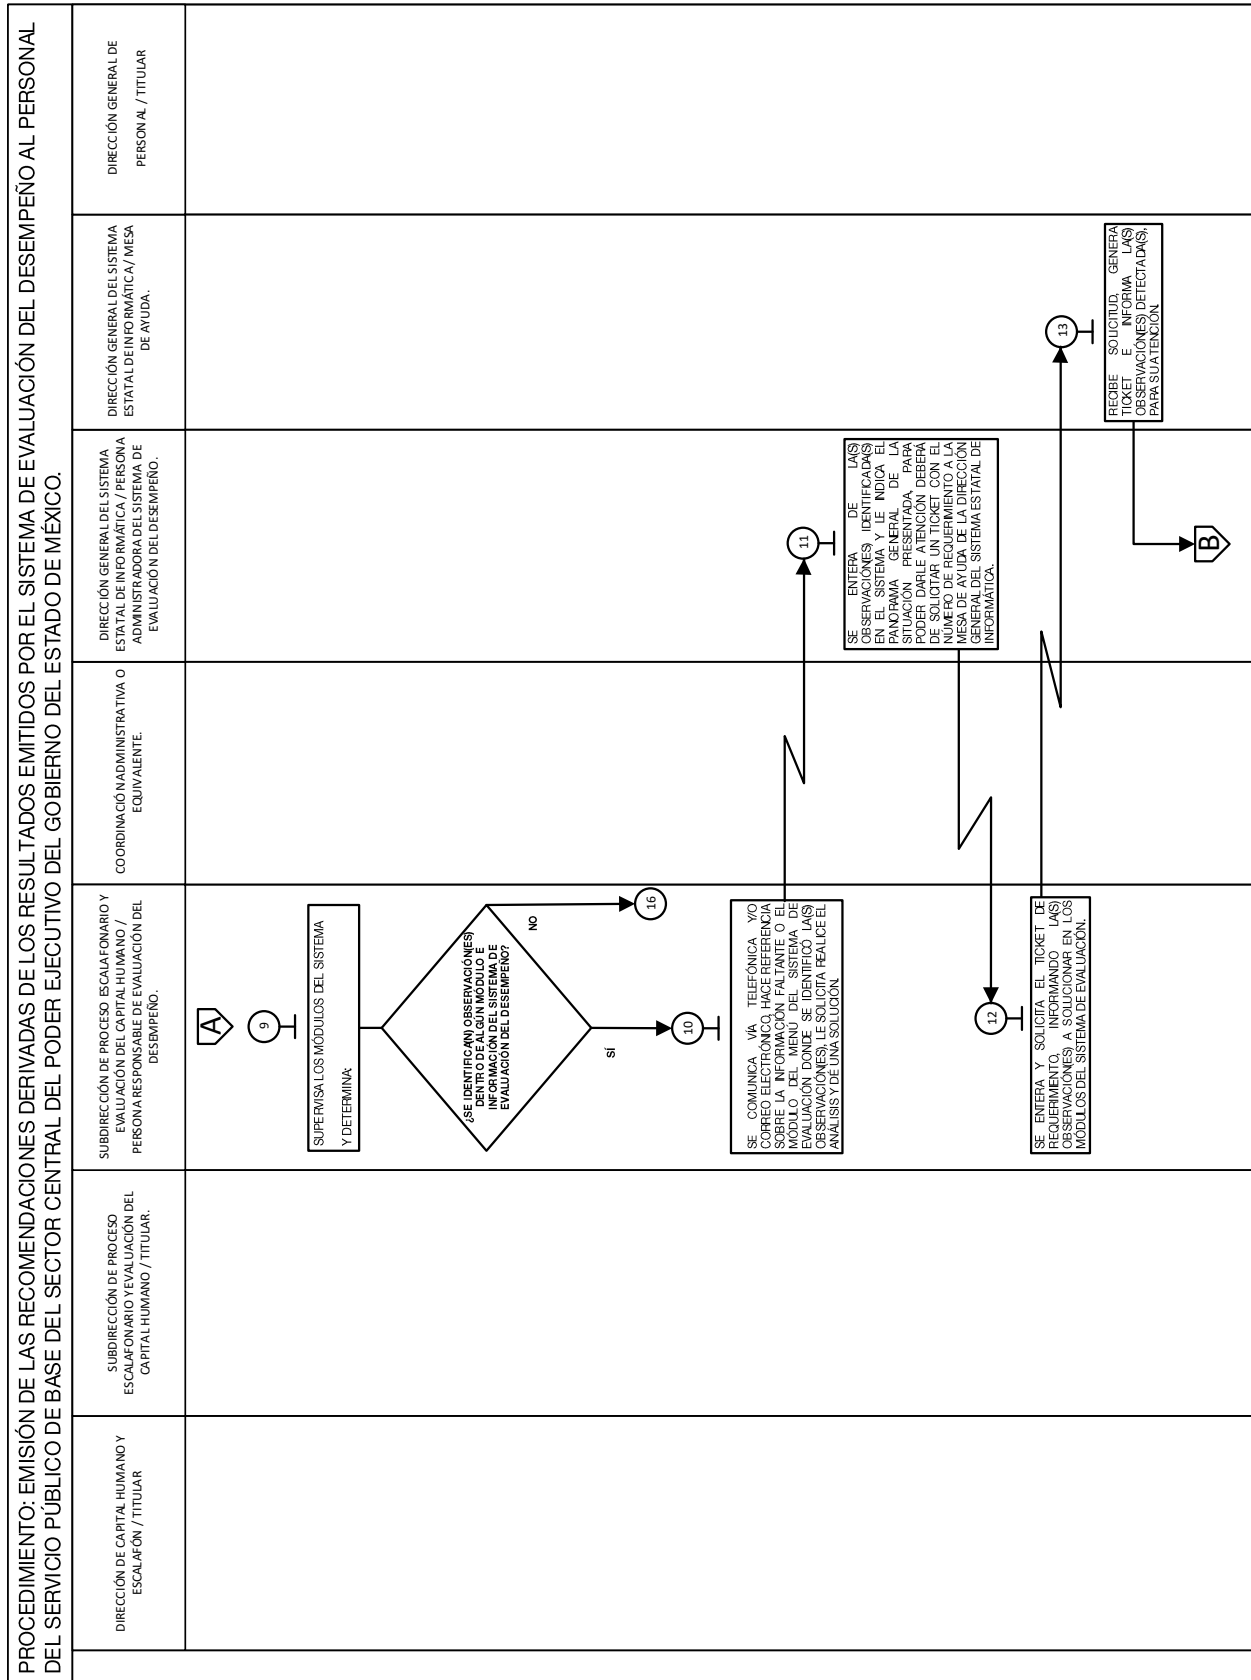 PROCEDIMIENTO: EMISIÓN DE LAS RECOMENDACIONES DERIVADAS DE LOS RESULTADOS EMITIDOS POR EL SISTEMA DE EVALUACIÓN DEL DESEMPEÑO AL PERSONAL
DEL SERVICIO PÚBLICO DE BASE DEL SECTOR CENTRAL DEL PODER EJECUTIVO DEL GOBIERNO DEL ESTADO DE MÉXICO.
DIRECCIÓN DE CAPITAL HUMANO Y
ESCALAFÓN / TITULAR
SUBDIRECCIÓN DE PROCESO
ESCALAFONARIO Y EVALUACIÓN DEL
CAPITAL HUMANO / TITULAR.
SUBDIRECCIÓN DE PROCESO ESCALAFONARIO Y
EVALUACIÓN DEL CAPITAL HUMANO /
PERSONA RESPONSABLE DE EVALUACIÓN DEL
DESEMPEÑO.
COORDINACIÓN ADMINISTRATIVA O
EQUIVALENTE.
DIRECCIÓN GENERAL DEL SISTEMA
ESTATAL DE INFORMÁTICA / PERSONA
ADMINISTRADORA DEL SISTEMA DE
EVALUACIÓN DEL DESEMPEÑO.
DIRECCIÓN GENERAL DEL SISTEMA
ESTATAL DE INFORMÁTICA / MESA
DE AYUDA.
DIRECCIÓN GENERAL DE
PERSONAL / TITULAR
A
9
SUPERVISA LOS MÓDULOS DEL SISTEMA
Y DETERMINA:
¿SE IDENTIFICA(N) OBSERVACIÓN(ES)
DENTRO DE ALGÚN MÓDULO E
INFORMACIÓN DEL SISTEMA DE
EVALUACIÓN DEL DESEMPEÑO?
NO
16
SÍ
10
SE COMUNICA VÍA TELEFÓNICA Y/O
CORREO ELECTRÓNICO, HACE REFERENCIA
SOBRE LA INFORMACIÓN FALTANTE O EL
MÓDULO DEL MENÚ DEL SISTEMA DE
EVALUACIÓN DONDE SE IDENTIFICÓ LA(S)
OBSERVACIÓN(ES), LE SOLICITA REALICE EL
ANÁLISIS Y DÉ UNA SOLUCIÓN.
11
SE ENTERA DE LA(S)
OBSERVACIÓN(ES) IDENTIFICADA(S)
EN EL SISTEMA Y LE INDICA EL
PANORAMA GENERAL DE LA
SITUACIÓN PRESENTADA, PARA
PODER DARLE ATENCIÓN DEBERÁ
DE SOLICITAR UN TICKET CON EL
NÚMERO DE REQUERIMIENTO A LA
MESA DE AYUDA DE LA DIRECCIÓN
GENERAL DEL SISTEMA ESTATAL DE
INFORMÁTICA.
12
SE ENTERA Y SOLICITA EL TICKET DE
REQUERIMIENTO, INFORMANDO LA(S)
OBSERVACIÓN(ES) A SOLUCIONAR EN LOS
MÓDULOS DEL SISTEMA DE EVALUACIÓN.
13
RECIBE SOLICITUD, GENERA
TICKET E INFORMA LA(S)
OBSERVACIÓN(ES) DETECTADA(S),
PARA SU ATENCIÓN.
B